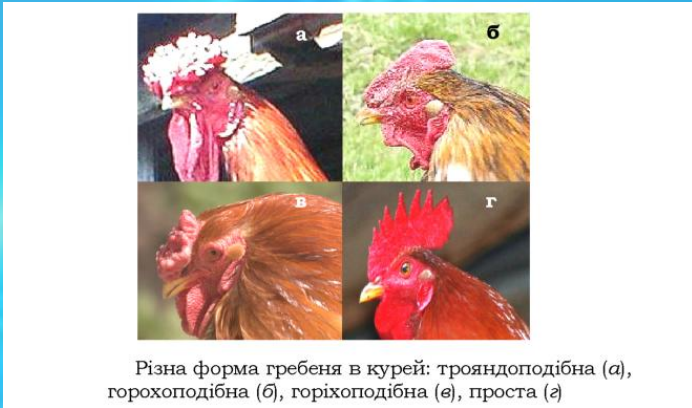 а
б
в
г
Різна форма гребеня в курей: трояндоподібна (а),
горохоподібна (б), горіхоподібна (в), проста (г)